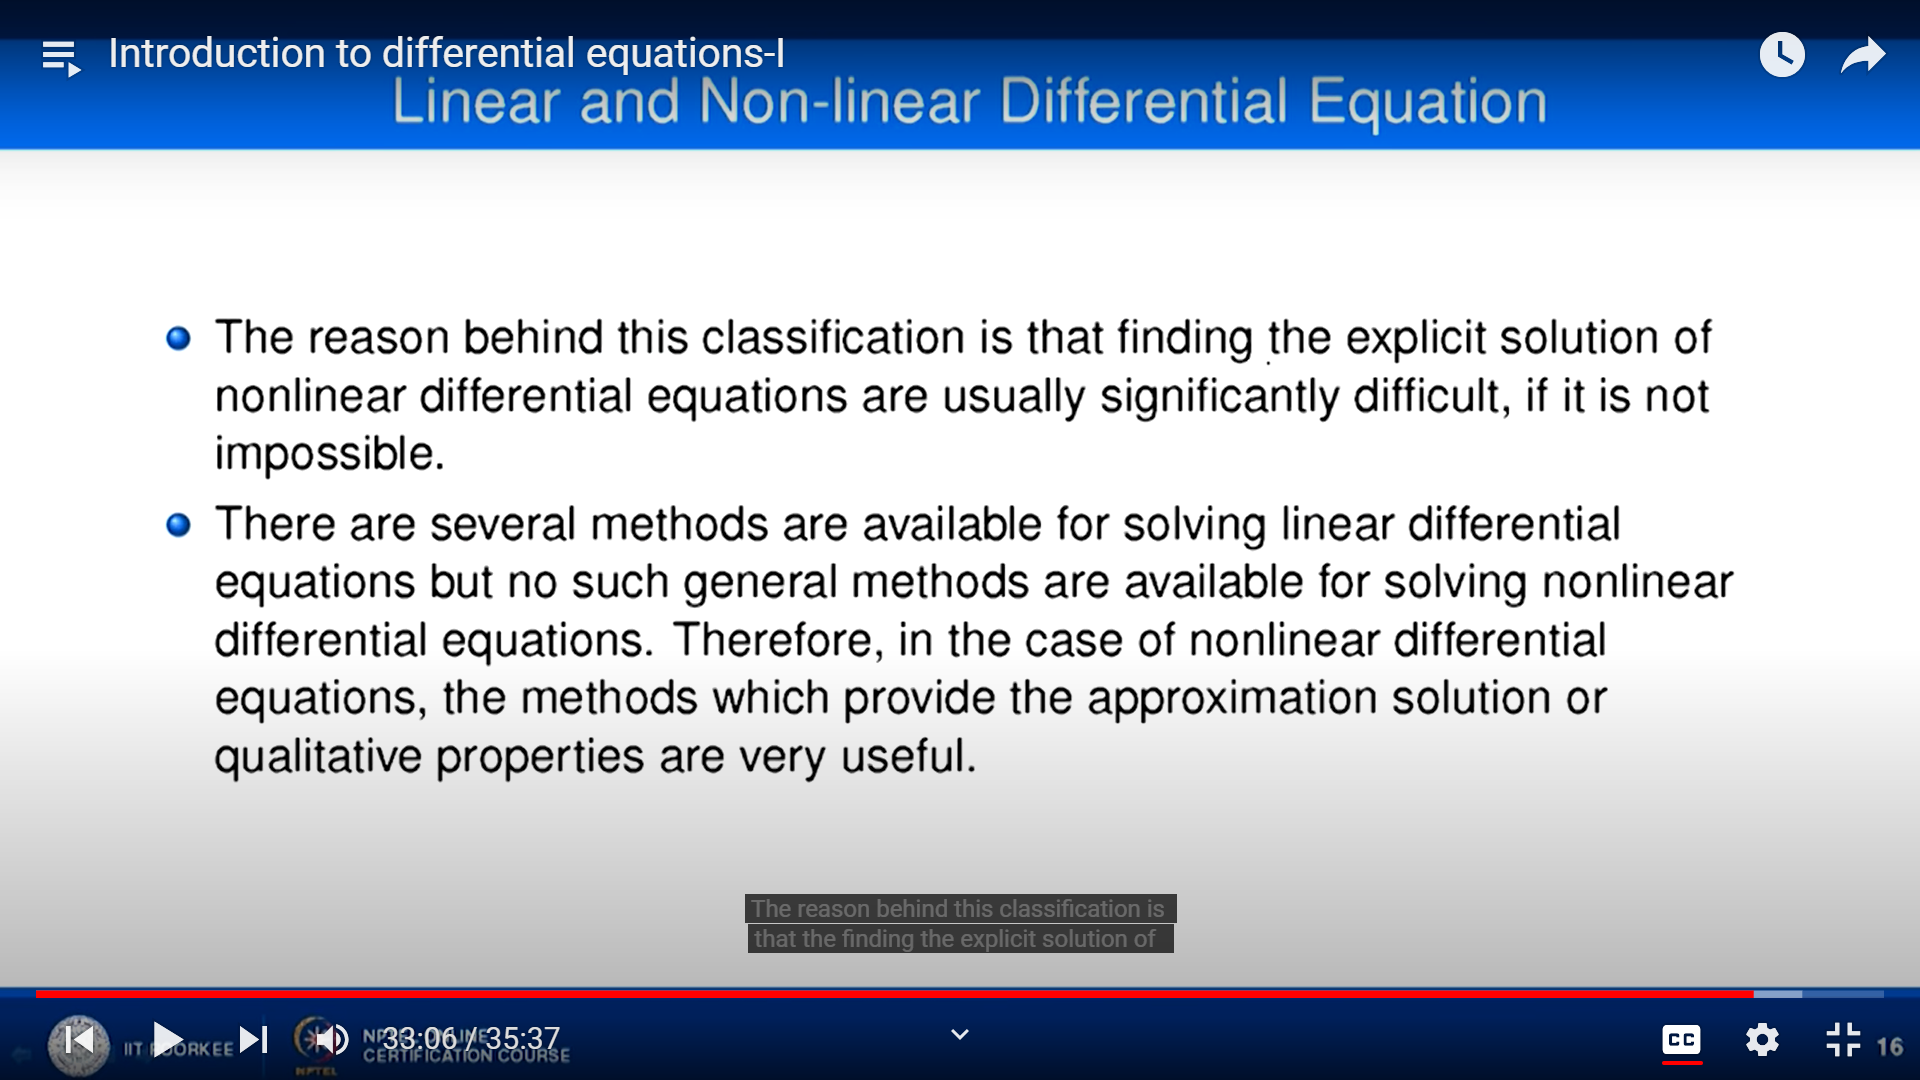 Introduction to differential equations-I
Linear and Non-linear Differential Equation
The reason behind this classification is that finding the explicit solution of
nonlinear differential equations are usually significantly difficult, if it is not
impossible.
There are several methods are available for solving linear differential
equations but no such general methods are available for solving nonlinear
differential equations. Therefore, in the case of nonlinear differential
equations, the methods which provide the approximation solution or
qualitative properties are very useful.
The reason behind this classification is
that the finding the explicit solution of
IIT ROORKEE
NPTEL ONLINE
CERTIFICATION COURSE
NPTEL
33:06 / 35:37
CC
16